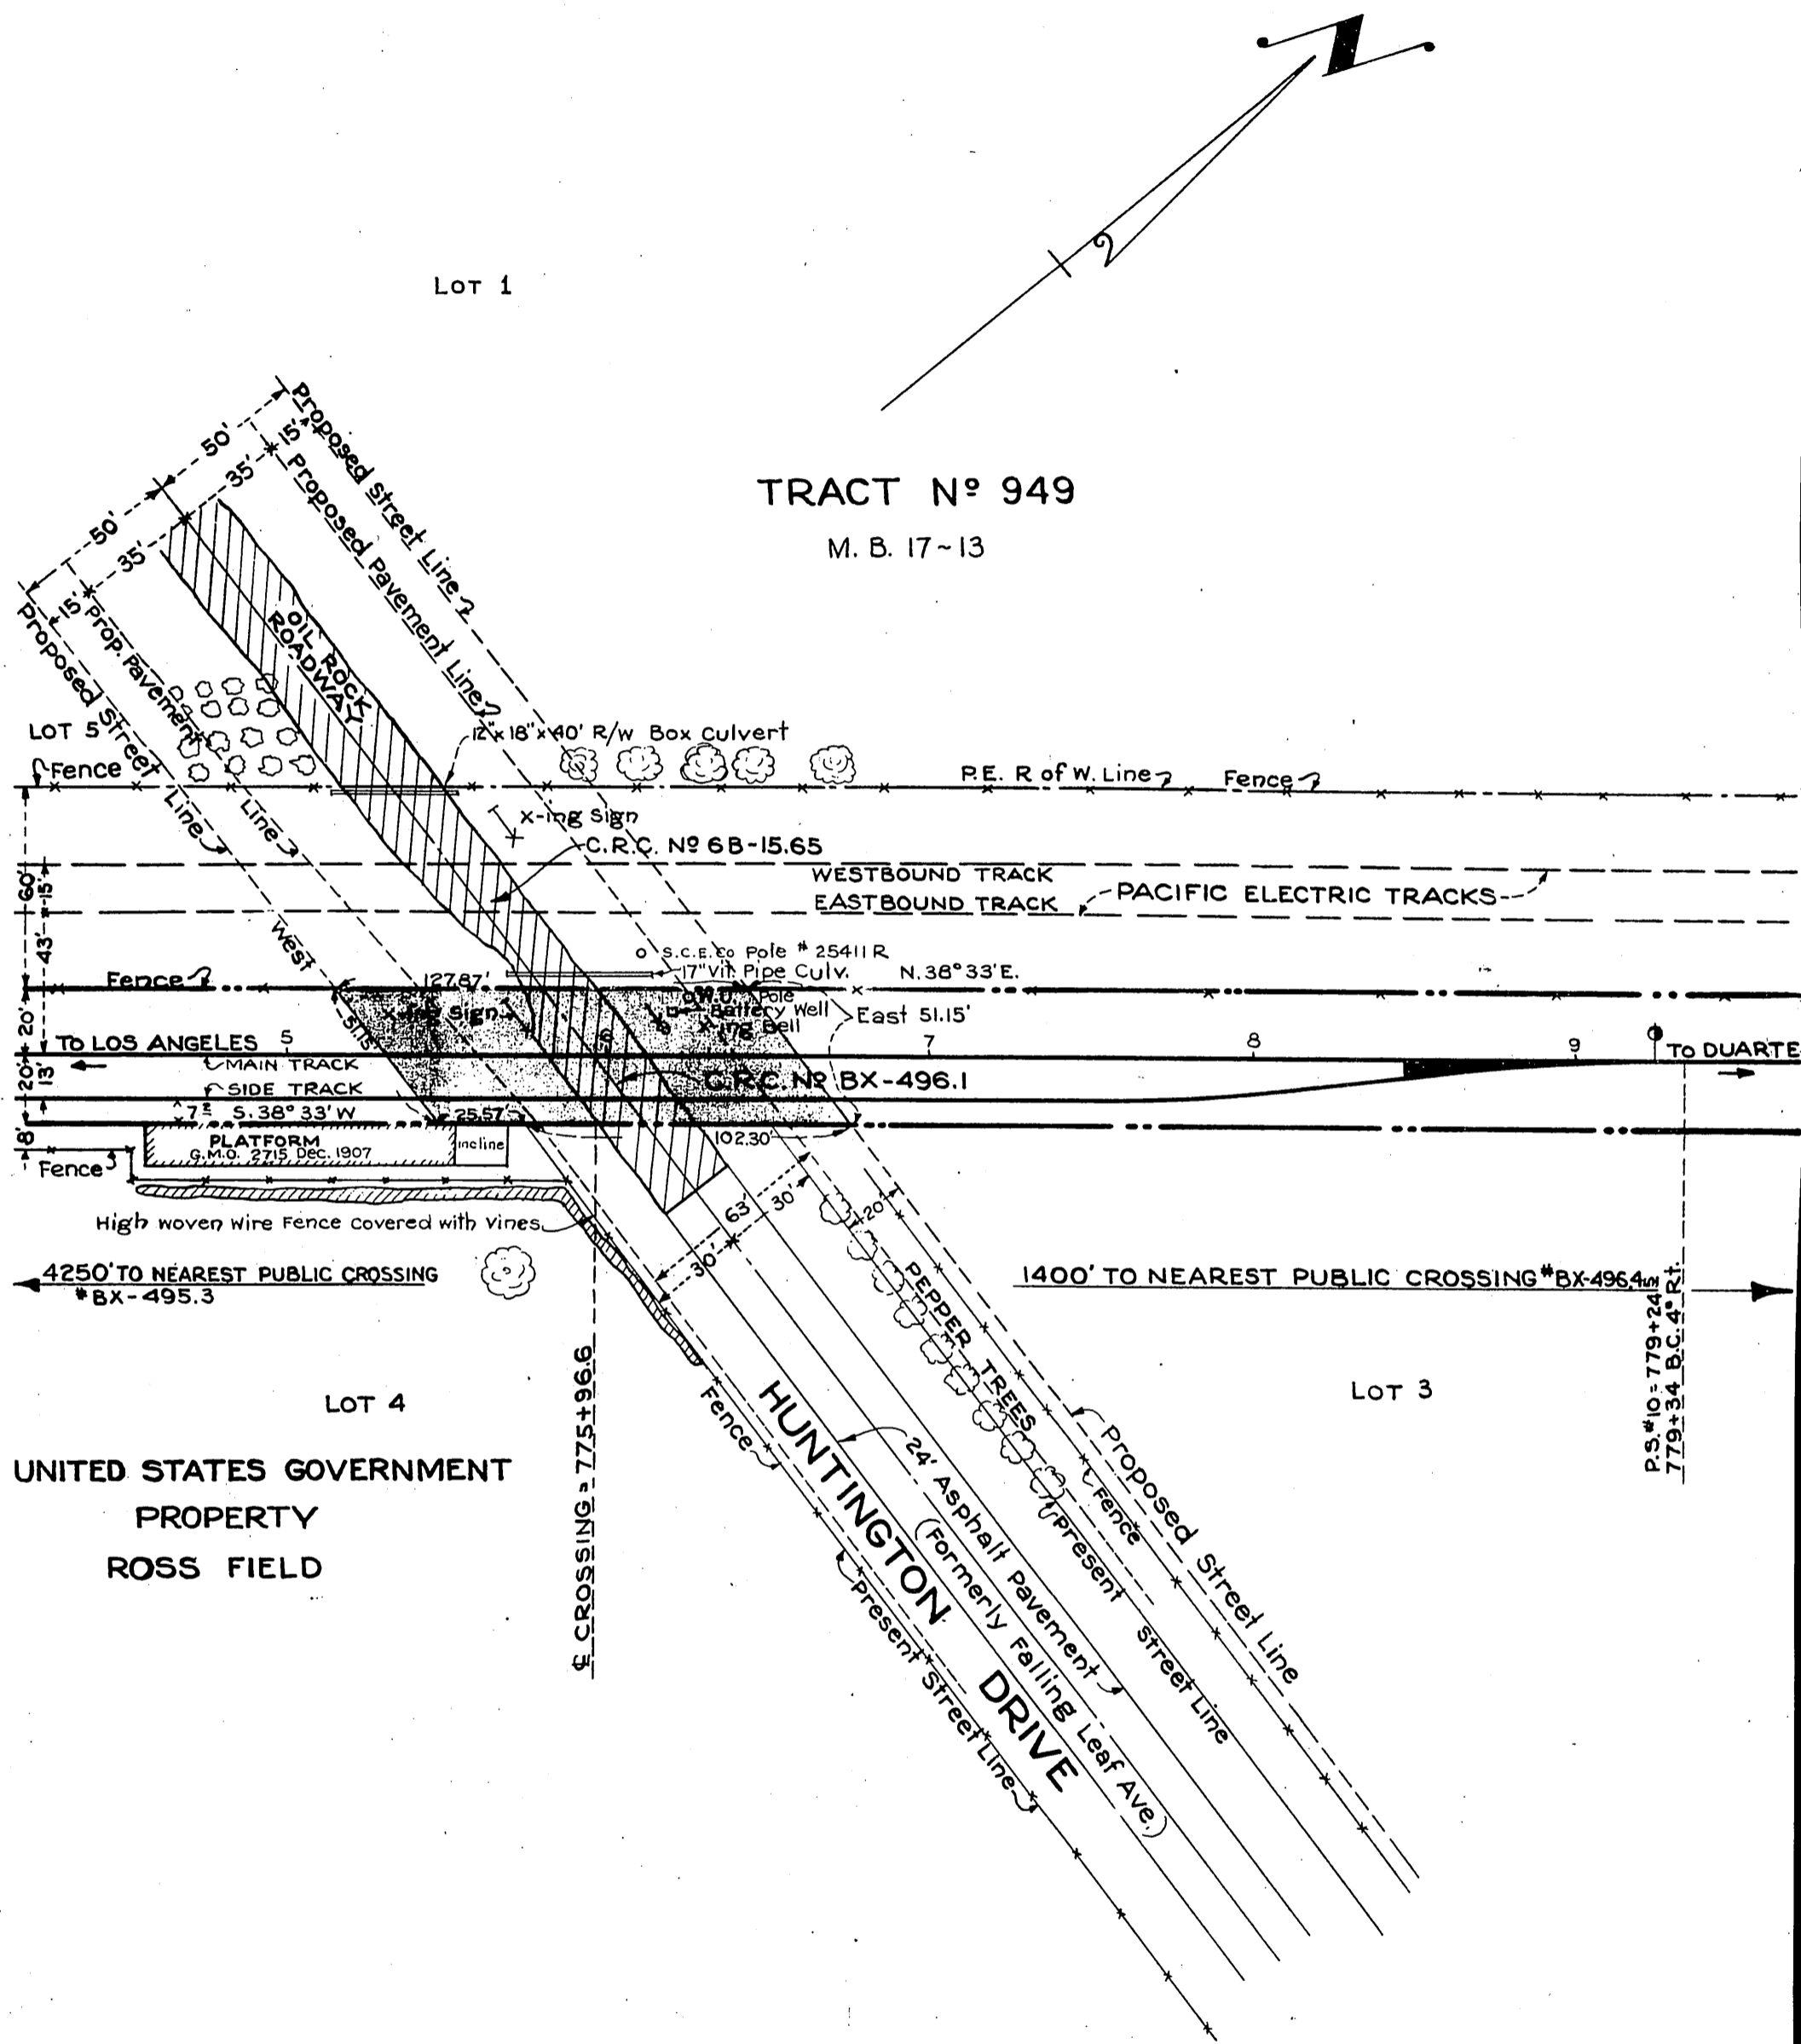 N
2
LOT 1
TRACT Nº 949
M. B. 17~13
50'
15'
35'
50'
35'
15'
Proposed Street Line
Proposed Pavement Line
OIL ROCK
ROADWAY
Prop. Pavement Line
Proposed Street Line
LOT 5
Fence
12"x18"x40' R/W Box Culvert
P.E. R of W. Line
Fence
X-ing Sign
C.R.C. Nº 6B-15.65
WESTBOUND TRACK
EASTBOUND TRACK
PACIFIC ELECTRIC TRACKS
60'
15'
43'
West
51.15
S.C.E.Co Pole # 25411 R
17" Vit. Pipe Culv.
N. 38° 33' E.
Fence
127.87'
W.U. Pole
Battery Well
X-ing Bell
X-ing Sign
East 51.15'
20'
20'
13'
8'
TO LOS ANGELES
5
6
7
8
9
TO DUARTE
MAIN TRACK
SIDE TRACK
C.R.C. Nº BX-496.1
S. 38° 33' W
25.57'
102.30'
PLATFORM
G.M.O. 2715, Dec. 1907
Incline
Fence
High woven wire Fence covered with Vines
63'
30'
30'
20'
4250' TO NEAREST PUBLIC CROSSING
#BX-495.3
1400' TO NEAREST PUBLIC CROSSING #BX-496.45
PEPPER TREES
P.S. #10 = 779+24
779+34 B.C. 4° Rt.
LOT 4
LOT 3
UNITED STATES GOVERNMENT
PROPERTY
ROSS FIELD
℄ CROSSING = 775+96.6
Fence
HUNTINGTON DRIVE
24' Asphalt Pavement
(Formerly Falling Leaf Ave.)
Fence
Present Street Line
Proposed Street Line
Present Street Line